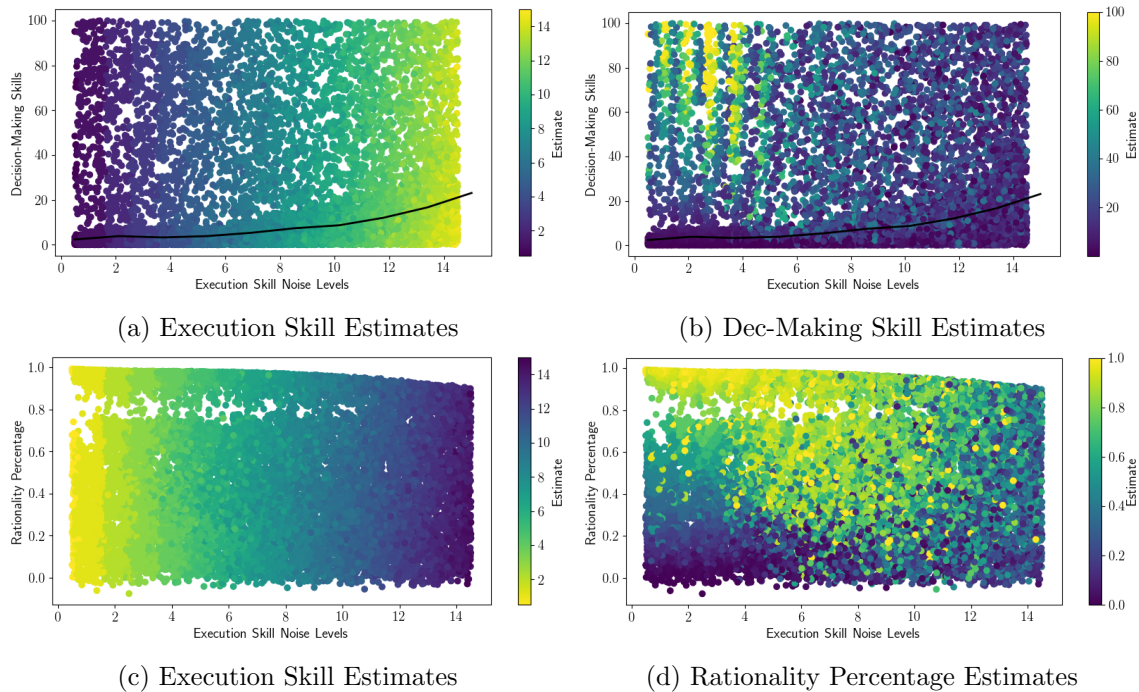 100
80
60
40
20
0
Decision-Making Skills
0 2 4 6 8 10 12 14
Execution Skill Noise Levels
14
12
10
8
6
4
2
Estimate
(a) Execution Skill Estimates
100
80
60
40
20
0
Decision-Making Skills
0 2 4 6 8 10 12 14
Execution Skill Noise Levels
100
80
60
40
20
Estimate
(b) Dec-Making Skill Estimates
1.0
0.8
0.6
0.4
0.2
0.0
Rationality Percentage
0 2 4 6 8 10 12 14
Execution Skill Noise Levels
14
12
10
8
6
4
2
Estimate
(c) Execution Skill Estimates
1.0
0.8
0.6
0.4
0.2
0.0
Rationality Percentage
0 2 4 6 8 10 12 14
Execution Skill Noise Levels
1.0
0.8
0.6
0.4
0.2
0.0
Estimate
(d) Rationality Percentage Estimates